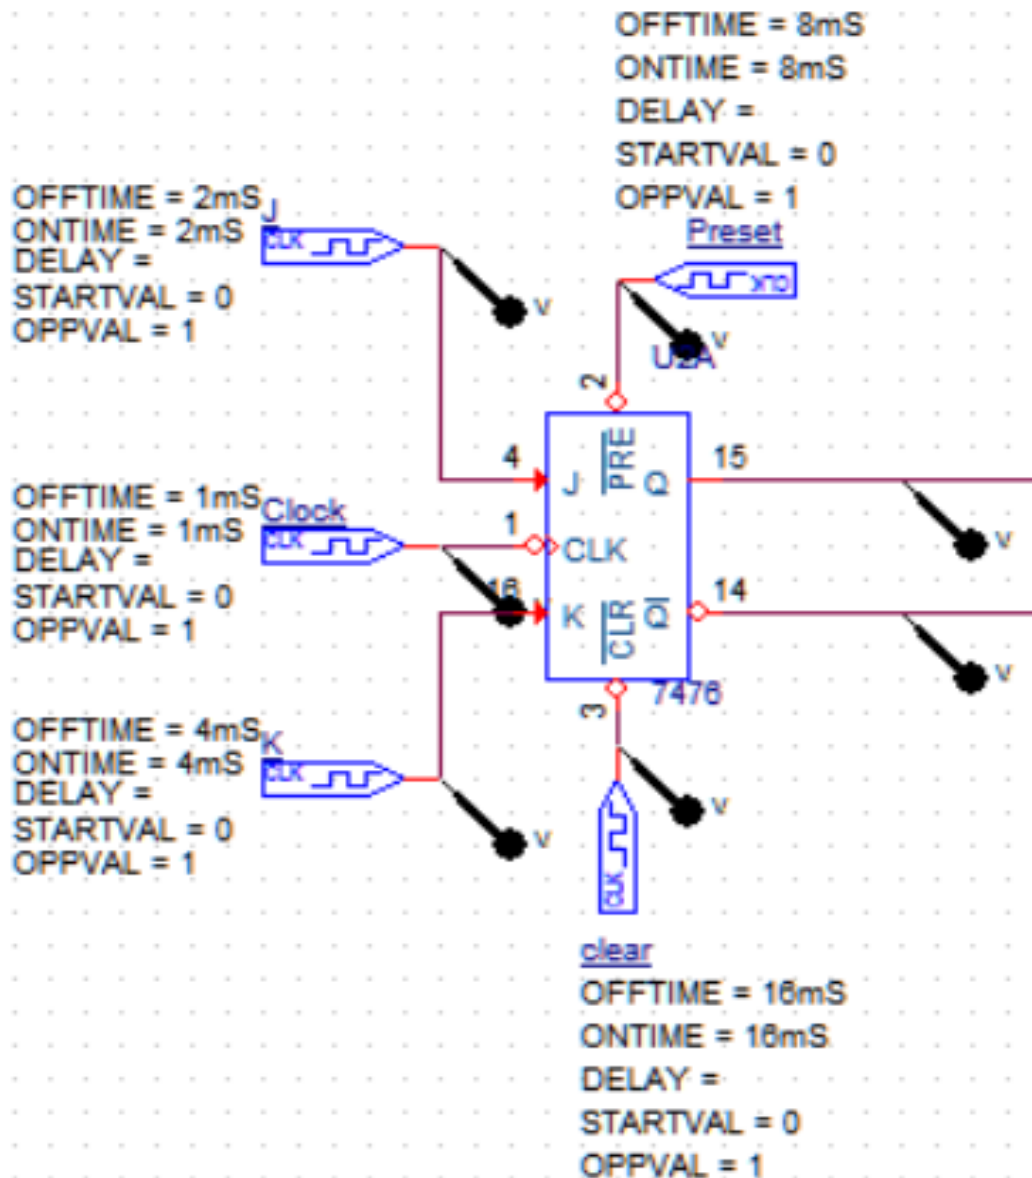 OFFTIME = 8mS
ONTIME = 8mS
DELAY =
STARTVAL = 0
OPPVAL = 1
Preset
CLK
V
U2A
OFFTIME = 2mS
ONTIME = 2mS
DELAY =
STARTVAL = 0
OPPVAL = 1
J
CLK
V
2
4
J
PRE
Q
15
V
OFFTIME = 1mS
ONTIME = 1mS
DELAY =
STARTVAL = 0
OPPVAL = 1
Clock
CLK
1
CLK
16
K
CLR
Q
14
V
3
7476
OFFTIME = 4mS
ONTIME = 4mS
DELAY =
STARTVAL = 0
OPPVAL = 1
K
CLK
V
V
CLK
clear
OFFTIME = 16mS
ONTIME = 16mS
DELAY =
STARTVAL = 0
OPPVAL = 1